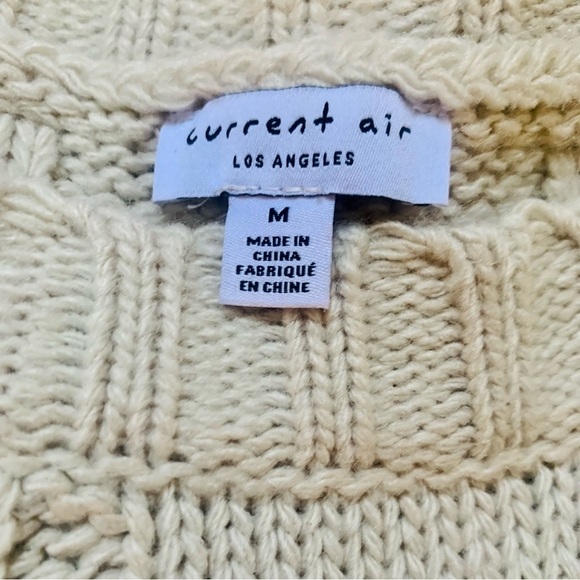 current air
LOS ANGELES
M
MADE IN
CHINA
FABRIQUÉ
EN CHINE